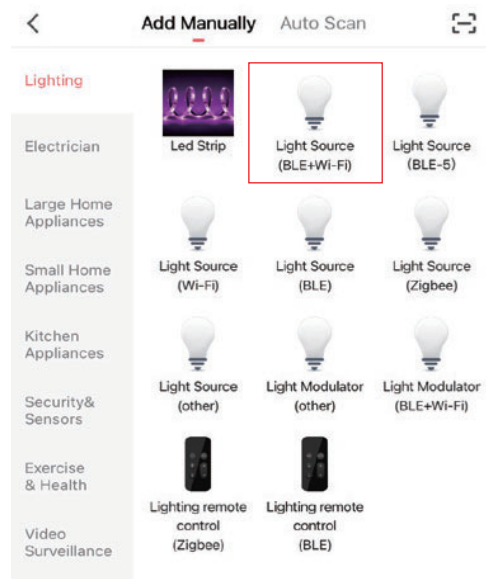 Add Manually Auto Scan
Lighting
Electrician
Large Home
Appliances
Small Home
Appliances
Kitchen
Appliances
Security&
Sensors
Exercise
& Health
Video
Surveillance
Led Strip
Light Source
(BLE+Wi-Fi)
Light Source
(BLE-5)
Light Source
(Wi-Fi)
Light Source
(BLE)
Light Source
(Zigbee)
Light Source
(other)
Light Modulator
(other)
Light Modulator
(BLE+Wi-Fi)
Lighting remote
control
(Zigbee)
Lighting remote
control
(BLE)